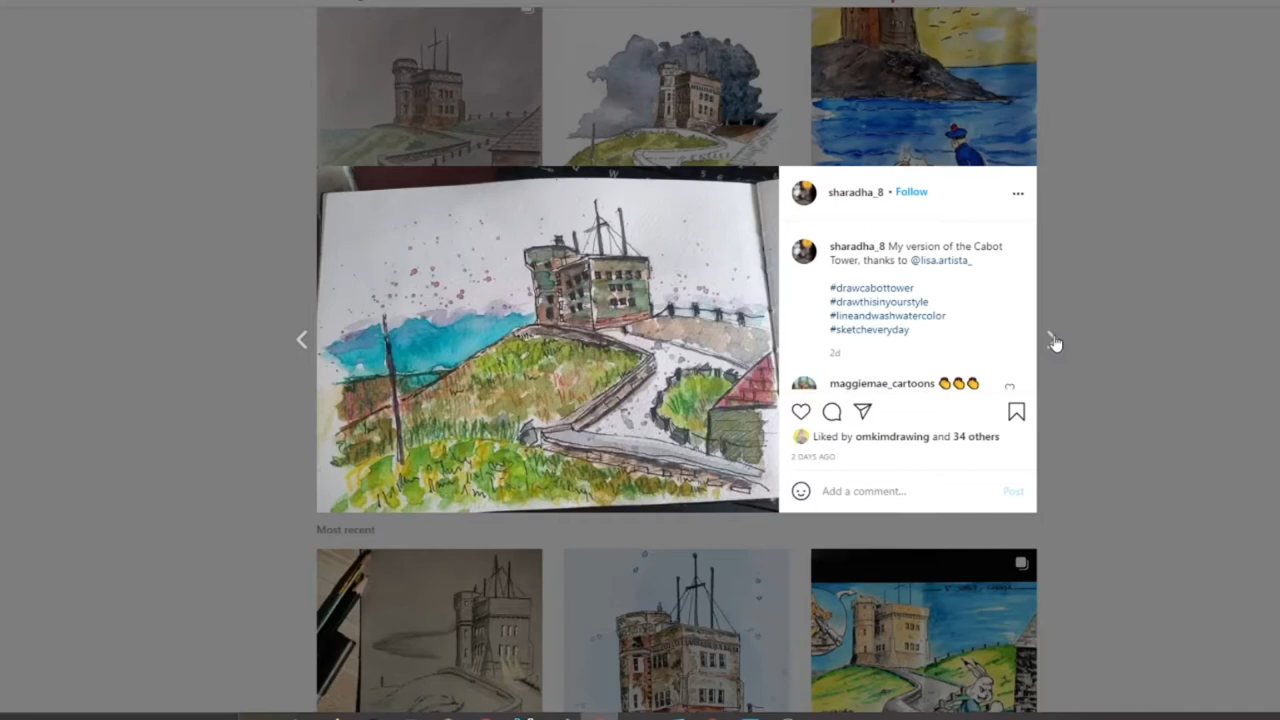 sharadha_8 • Follow
sharadha_8 My version of the Cabot
Tower, thanks to @lisa.artista_
#drawcabottower
#drawthisinyourstyle
#lineandwashwatercolor
#sketcheveryday
2d
maggiemae_cartoons 👏👏👏
Liked by omkimdrawing and 34 others
2 DAYS AGO
Add a comment...
Post
Most recent